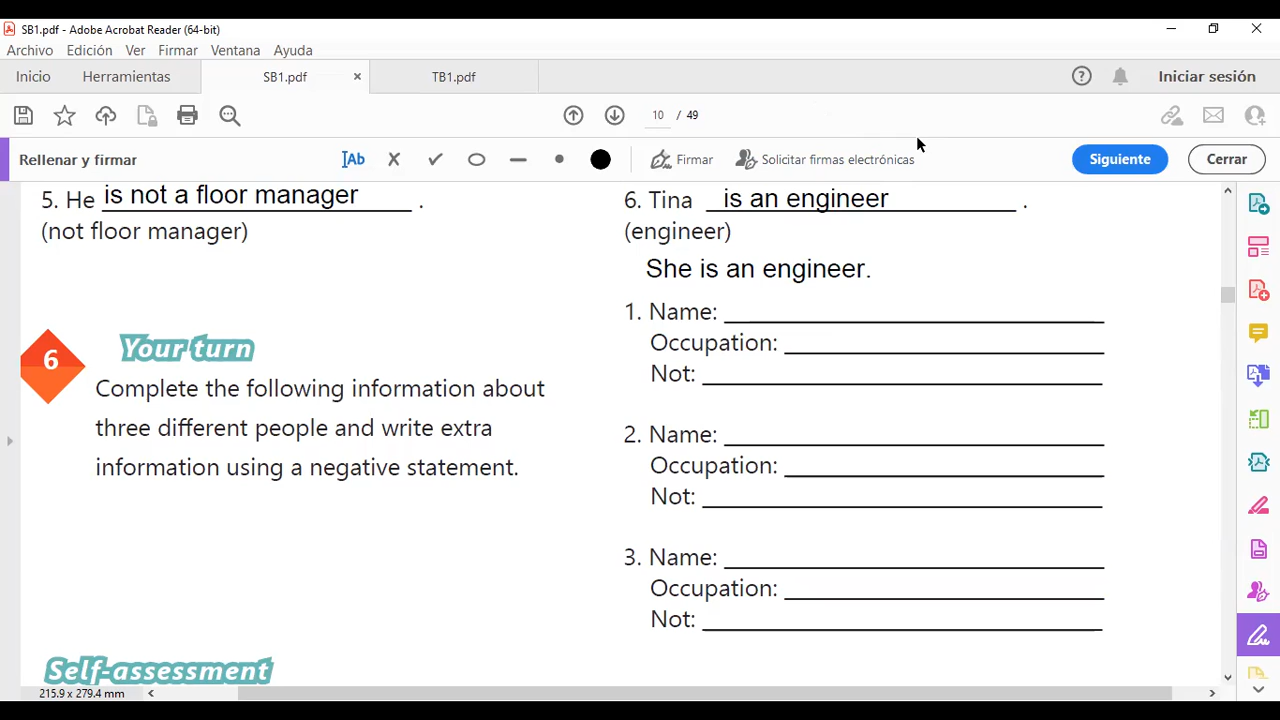 SB1.pdf - Adobe Acrobat Reader (64-bit)
Archivo Edición Ver Firmar Ventana Ayuda
Inicio Herramientas SB1.pdf × TB1.pdf Iniciar sesión
10 / 49
Rellenar y firmar Ab Firmar Solicitar firmas electrónicas Siguiente Cerrar
5. He is not a floor manager .
(not floor manager)
6. Tina is an engineer .
(engineer)
She is an engineer.
6 Your turn
Complete the following information about
three different people and write extra
information using a negative statement.
1. Name:
Occupation:
Not:
2. Name:
Occupation:
Not:
3. Name:
Occupation:
Not:
Self-assessment
215.9 x 279.4 mm